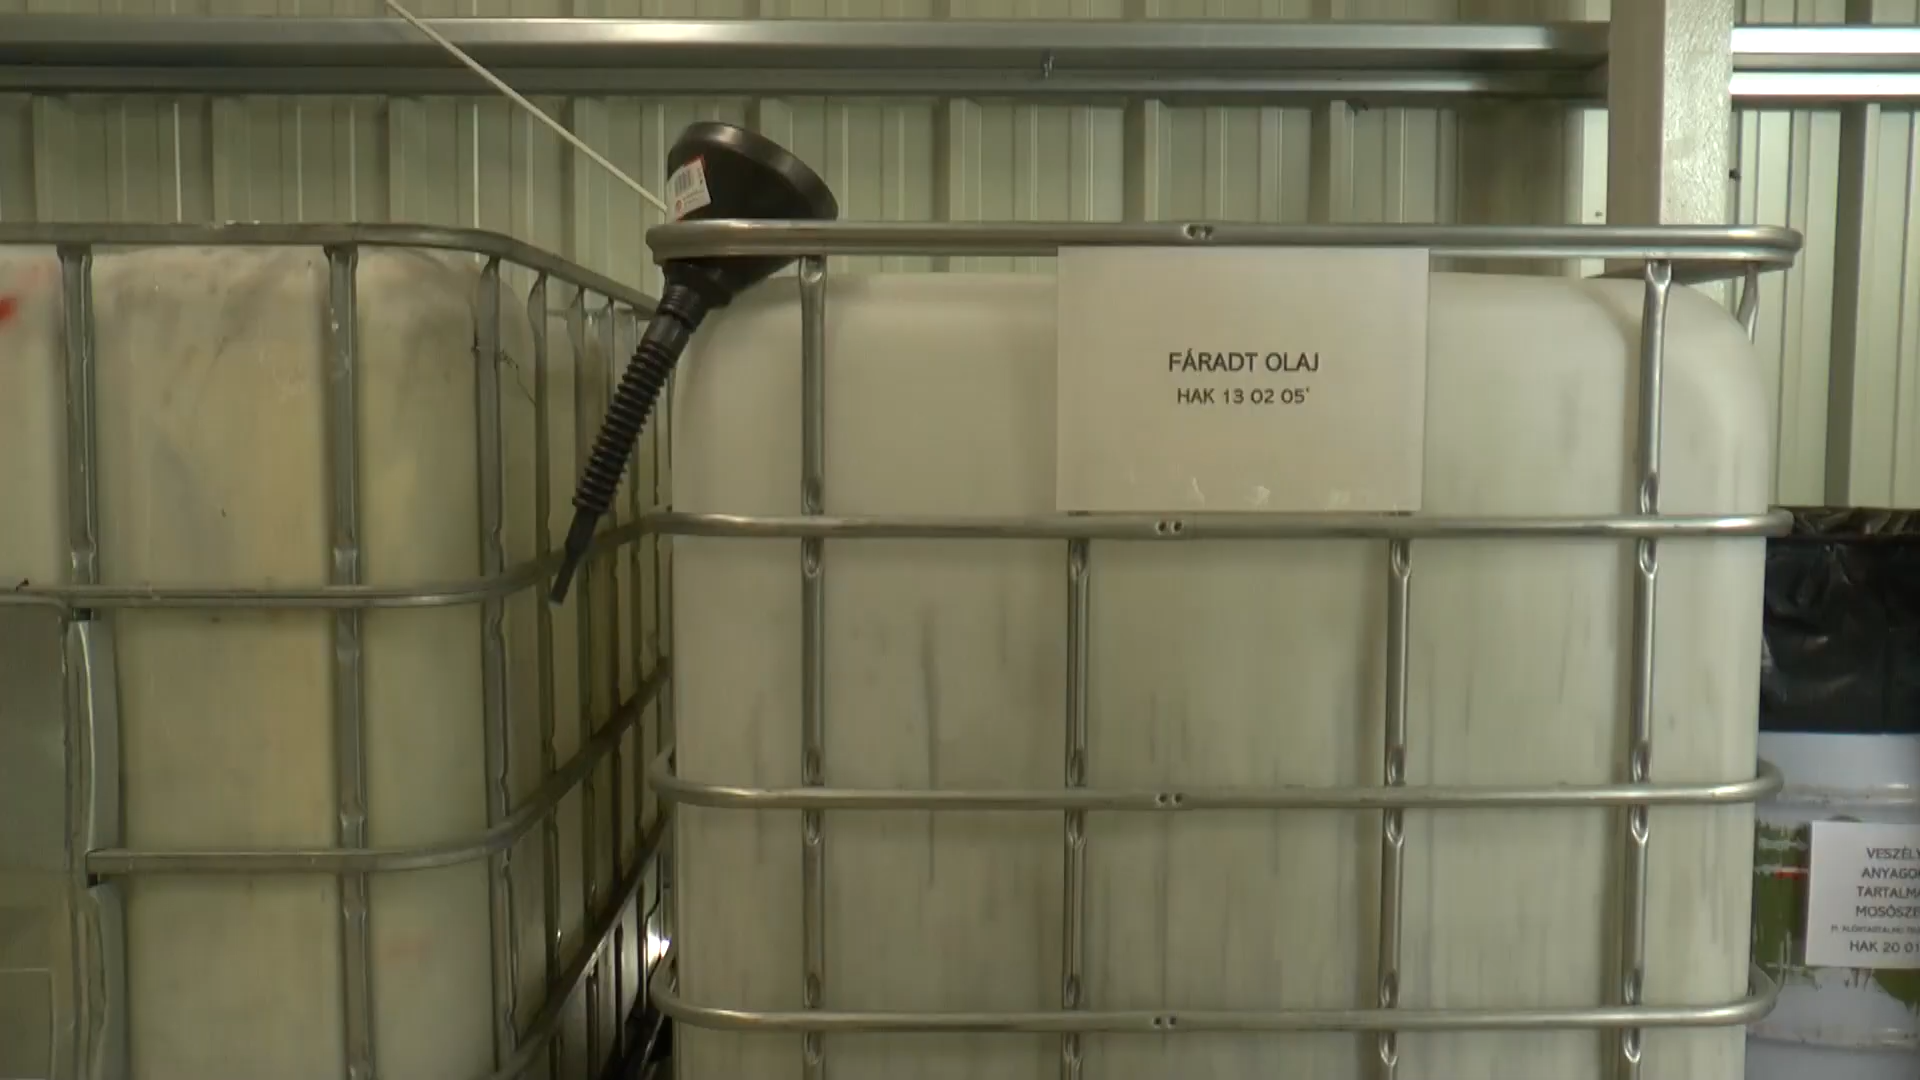 FÁRADT OLAJ
HAK 13 02 05*
VESZÉLY
ANYAGO
TARTALMA
MOSÓSZE
HAK 20 01